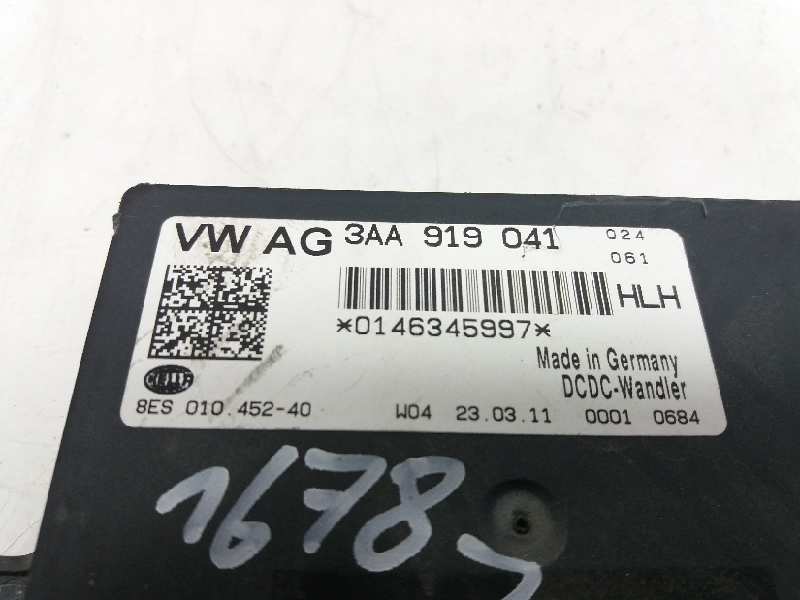 VW AG 3AA 919 041 024
061
HLH
*0146345997*
Made in Germany
DCDC-Wandler
HELLA
8ES 010.452-40 W04 23.03.11 0001 0684
1678